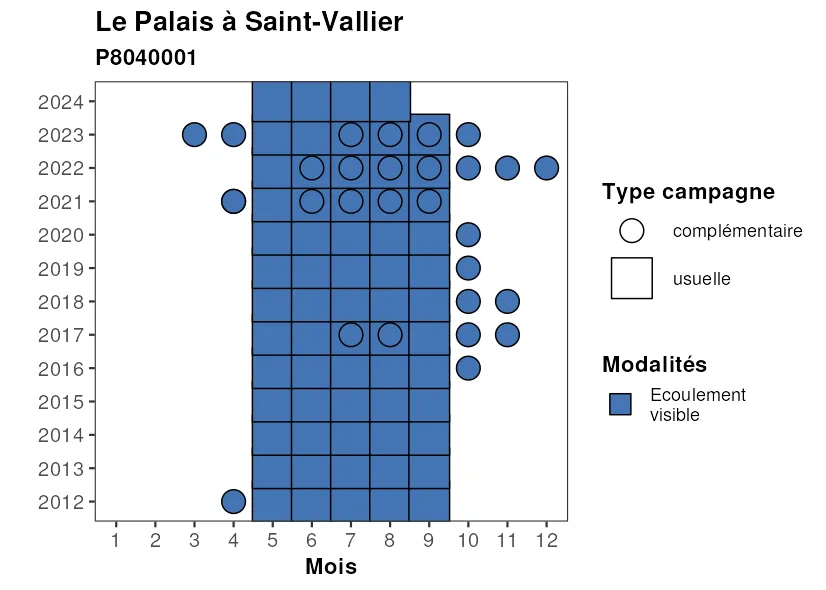 Le Palais à Saint-Vallier
P8040001
2024
2023
2022
2021
2020
2019
2018
2017
2016
2015
2014
2013
2012
1 2 3 4 5 6 7 8 9 10 11 12
Mois
Type campagne
complémentaire
usuelle
Modalités
Ecoulement
visible